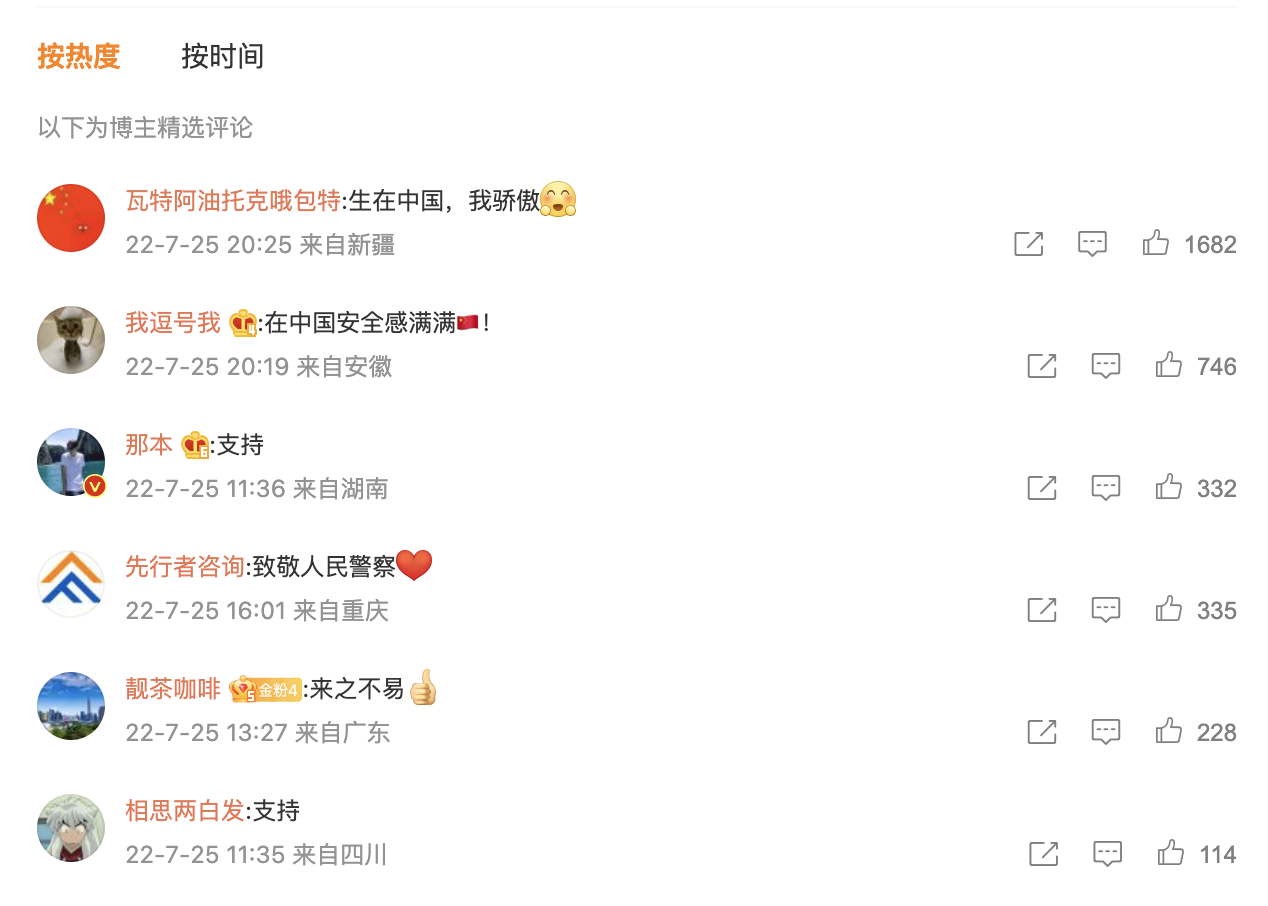 按热度 按时间
以下为博主精选评论
瓦特阿油托克哦包特:生在中国，我骄傲
22-7-25 20:25 来自新疆 1682
我逗号我:在中国安全感满满🇨🇳！
22-7-25 20:19 来自安徽 746
那本 6:支持
22-7-25 11:36 来自湖南 332
先行者咨询:致敬人民警察❤️
22-7-25 16:01 来自重庆 335
靓茶咖啡 5 金粉4:来之不易👍
22-7-25 13:27 来自广东 228
相思两白发:支持
22-7-25 11:35 来自四川 114